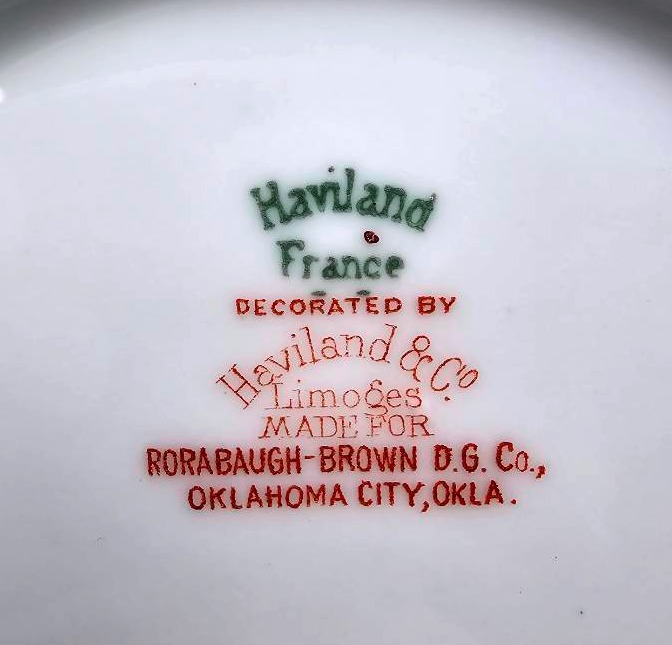 Haviland
France
DECORATED BY
Haviland & Co.
Limoges
MADE FOR
RORABAUGH-BROWN D.G. Co.,
OKLAHOMA CITY, OKLA.